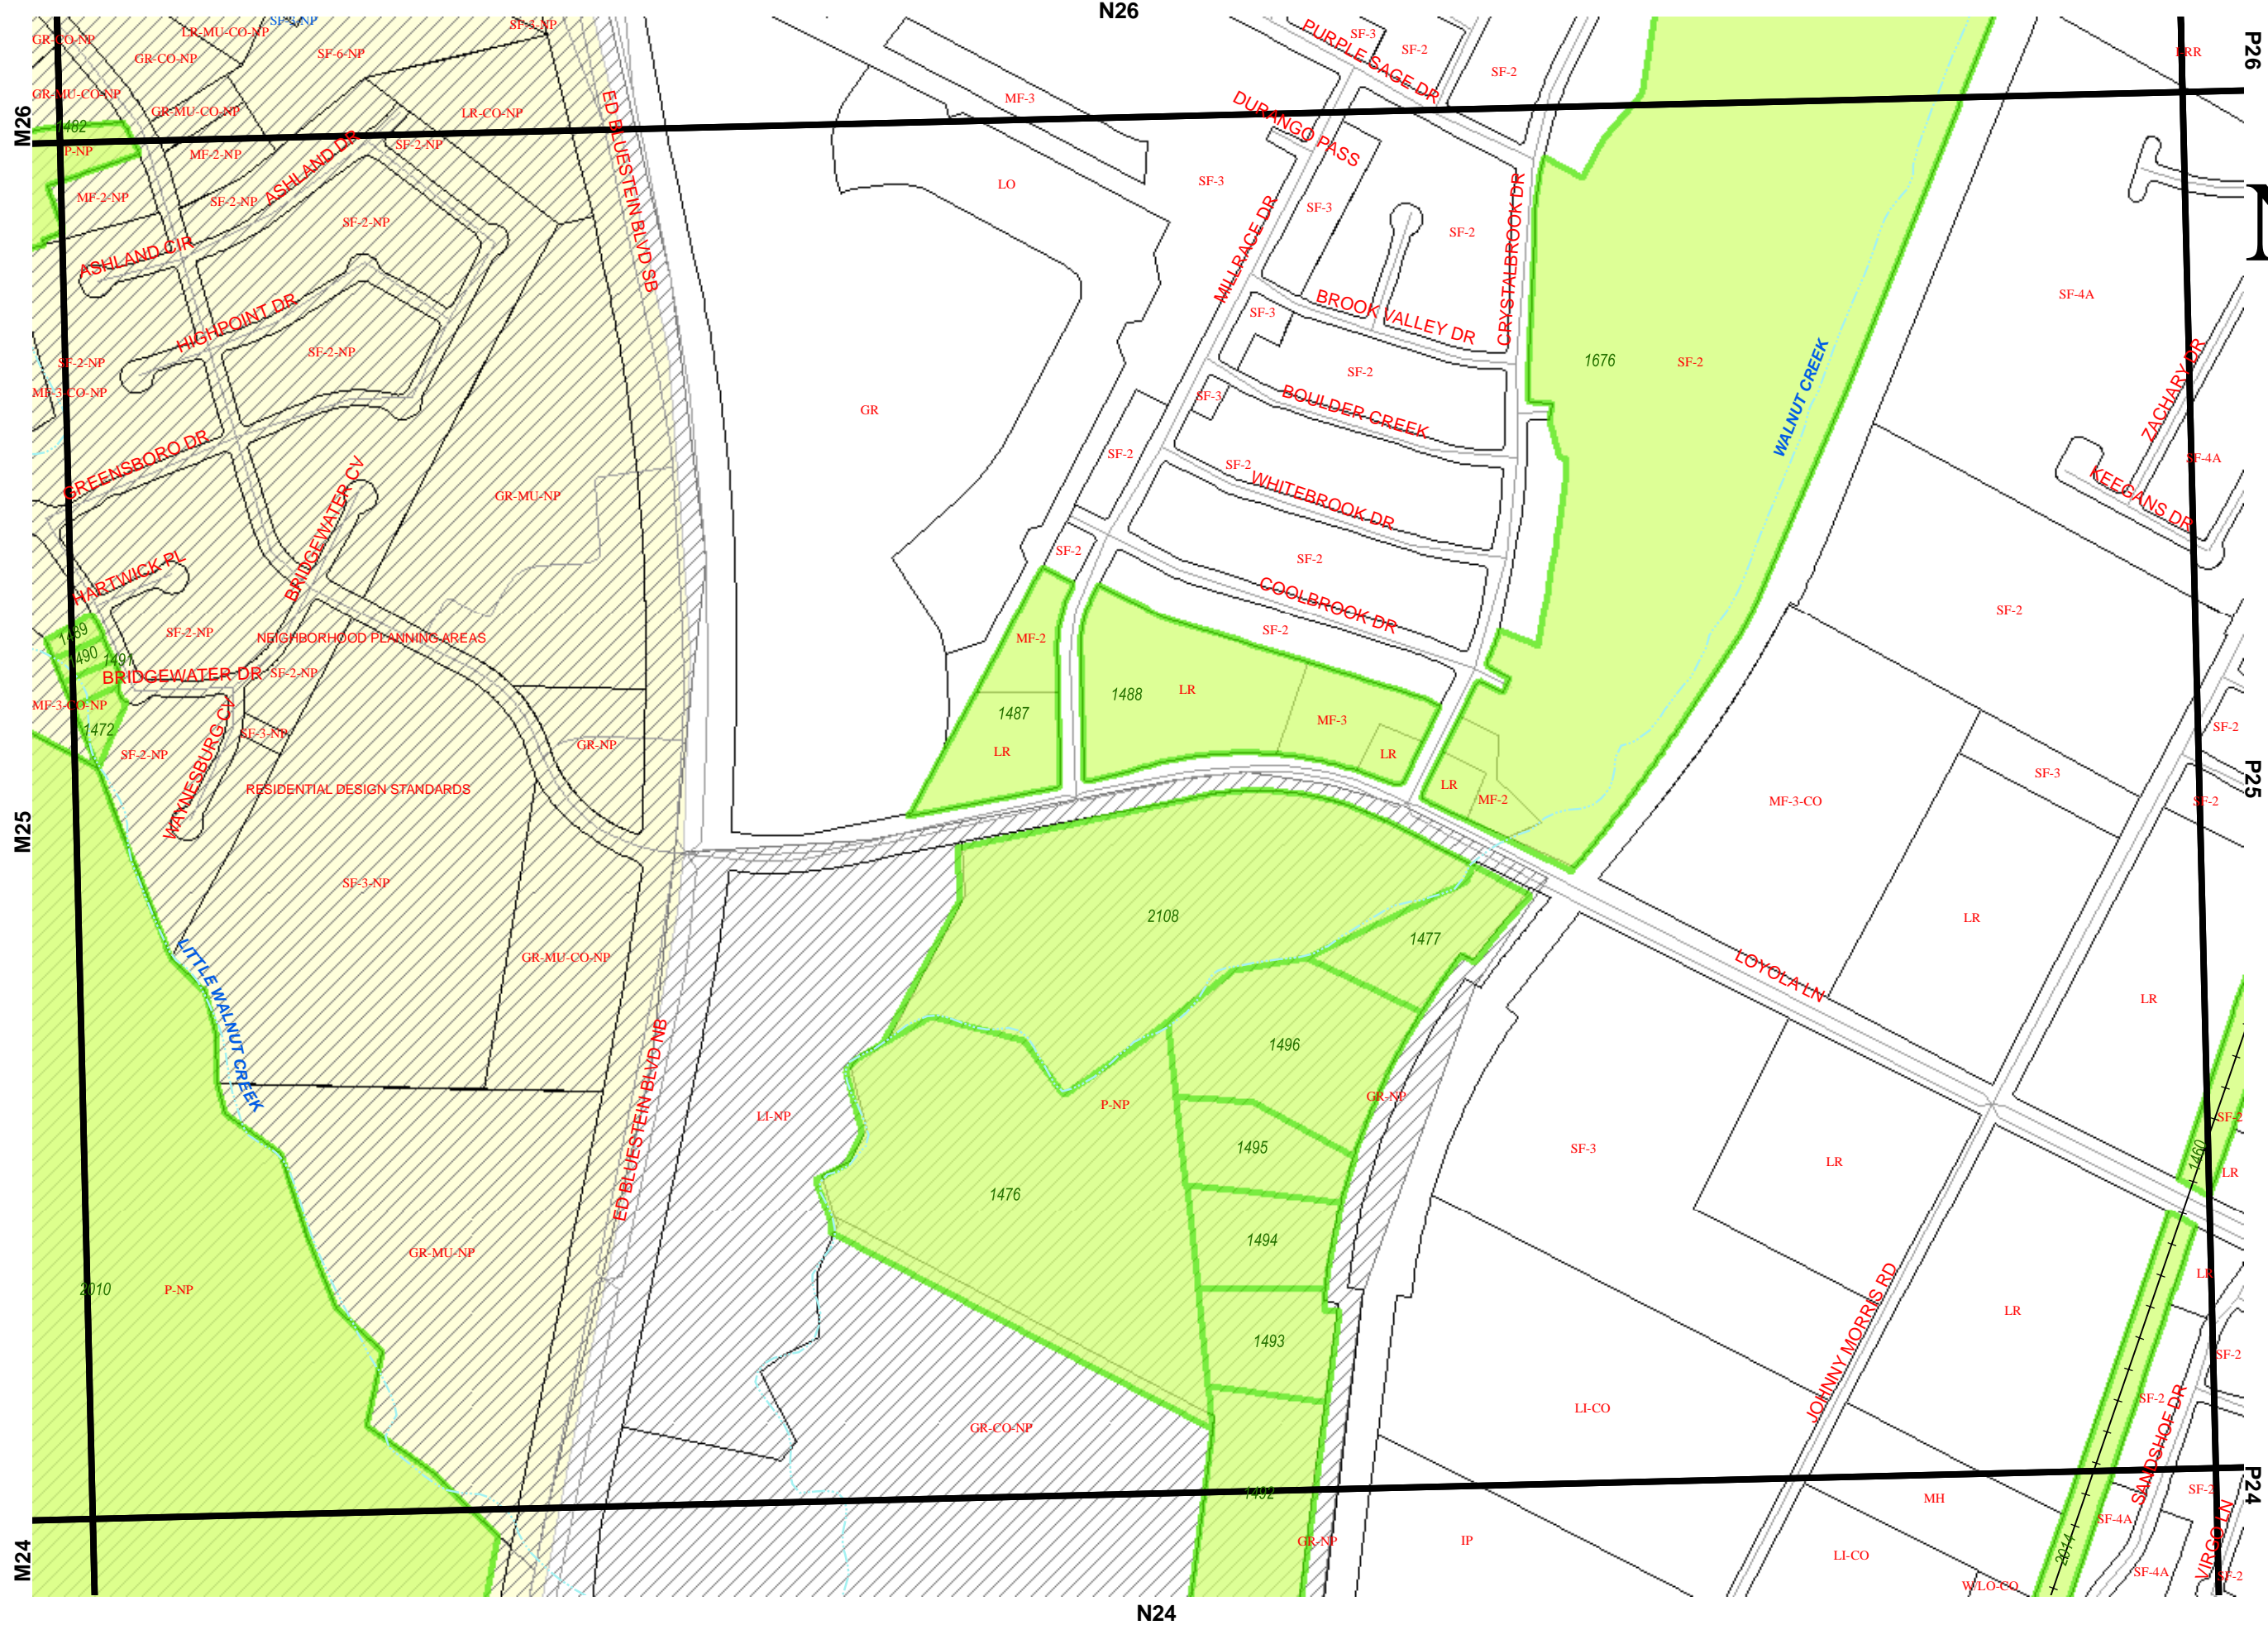 N26
M26
P26
M25
P25
M24
P24
N24
GR-CO-NP
LR-MU-CO-NP
SF-3-NP
SF-3-NP
GR-CO-NP
SF-6-NP
GR-MU-CO-NP
GR-MU-CO-NP
LR-CO-NP
1482
P-NP
MF-2-NP
SF-2-NP
ASHLAND DR
MF-2-NP
SF-2-NP
SF-2-NP
ASHLAND CIR
HIGHPOINT DR
SF-2-NP
SF-2-NP
MF-3-CO-NP
GREENSBORO DR
BRIDGEWATER CV
GR-MU-NP
HARTWICK PL
1489
1490
1491
SF-2-NP
NEIGHBORHOOD PLANNING AREAS
BRIDGEWATER DR
SF-2-NP
MF-3-CO-NP
1472
SF-2-NP
WAYNESBURG CV
SF-3-NP
GR-NP
RESIDENTIAL DESIGN STANDARDS
SF-3-NP
GR-MU-CO-NP
LITTLE WALNUT CREEK
GR-MU-NP
2010
P-NP
ED BLUESTEIN BLVD SB
ED BLUESTEIN BLVD NB
MF-3
LO
GR
SF-3
PURPLE SAGE DR
SF-3
SF-2
SF-2
DURANGO PASS
MILLRACE DR
SF-3
SF-2
CRYSTALBROOK DR
BROOK VALLEY DR
SF-3
SF-2
BOULDER CREEK
SF-3
SF-2
SF-2
WHITEBROOK DR
SF-2
SF-2
COOLBROOK DR
SF-2
MF-2
1487
LR
1488
LR
MF-3
LR
LR
MF-2
1676
SF-2
WALNUT CREEK
LRR
SF-4A
ZACHARY DR
SF-4A
KEEGANS DR
SF-2
SF-3
SF-2
SF-2
MF-3-CO
LR
LR
LOYOLA LN
2108
1477
1496
GR-NP
P-NP
1495
1476
1494
1493
LI-NP
GR-CO-NP
1492
GR-NP
SF-3
LR
LR
JOHNNY MORRIS RD
LI-CO
1460
SF-2
LR
LR
SF-2
SF-2
SANDSHOF DR
MH
SF-2
SF-4A
IP
LI-CO
2014
SF-4A
VIRGO LN
SF-2
W/LO-CO